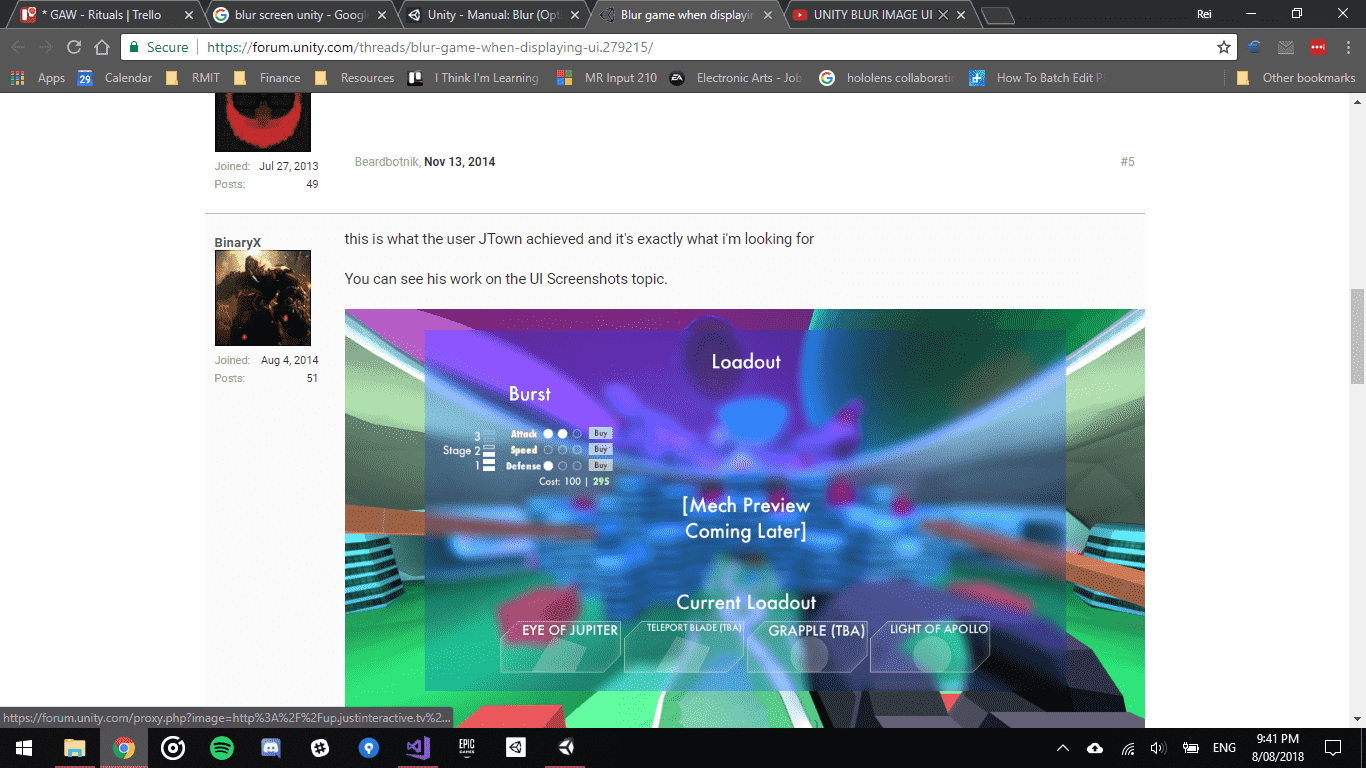 * GAW - Rituals | Trello
blur screen unity - Googl
Unity - Manual: Blur (Opt
Blur game when displayin
UNITY BLUR IMAGE UI
Rei
Secure
https://forum.unity.com/threads/blur-game-when-displaying-ui.279215/
Apps
29
Calendar
RMIT
Finance
Resources
I Think I'm Learning
MR Input 210
EA
Electronic Arts - Job
hololens collaboratio
How To Batch Edit P
Other bookmarks
Joined: Jul 27, 2013
Posts: 49
Beardbotnik, Nov 13, 2014
#5
BinaryX
Joined: Aug 4, 2014
Posts: 51
this is what the user JTown achieved and it's exactly what i'm looking for
You can see his work on the UI Screenshots topic.
Loadout
Burst
3
Stage 2
1
Attack Buy
Speed Buy
Defense Buy
Cost: 100 | 295
[Mech Preview
Coming Later]
Current Loadout
EYE OF JUPITER
TELEPORT BLADE (TBA)
GRAPPLE (TBA)
LIGHT OF APOLLO
https://forum.unity.com/proxy.php?image=http%3A%2F%2Fup.justinteractive.tv%2...
EPIC
GAMES
ENG
9:41 PM
8/08/2018